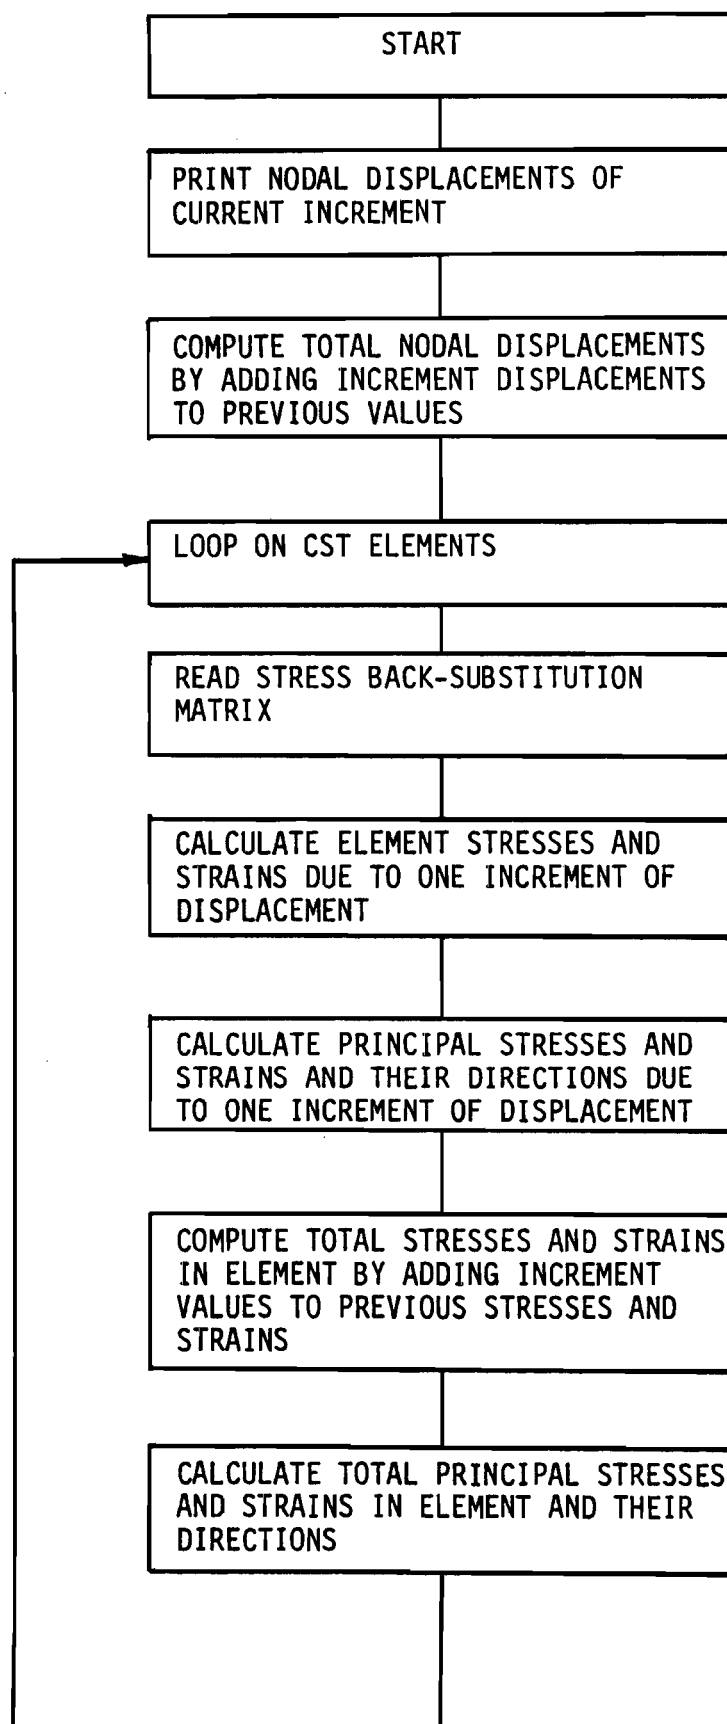 START
PRINT NODAL DISPLACEMENTS OF
CURRENT INCREMENT
COMPUTE TOTAL NODAL DISPLACEMENTS
BY ADDING INCREMENT DISPLACEMENTS
TO PREVIOUS VALUES
LOOP ON CST ELEMENTS
READ STRESS BACK-SUBSTITUTION
MATRIX
CALCULATE ELEMENT STRESSES AND
STRAINS DUE TO ONE INCREMENT OF
DISPLACEMENT
CALCULATE PRINCIPAL STRESSES AND
STRAINS AND THEIR DIRECTIONS DUE
TO ONE INCREMENT OF DISPLACEMENT
COMPUTE TOTAL STRESSES AND STRAINS
IN ELEMENT BY ADDING INCREMENT
VALUES TO PREVIOUS STRESSES AND
STRAINS
CALCULATE TOTAL PRINCIPAL STRESSES
AND STRAINS IN ELEMENT AND THEIR
DIRECTIONS